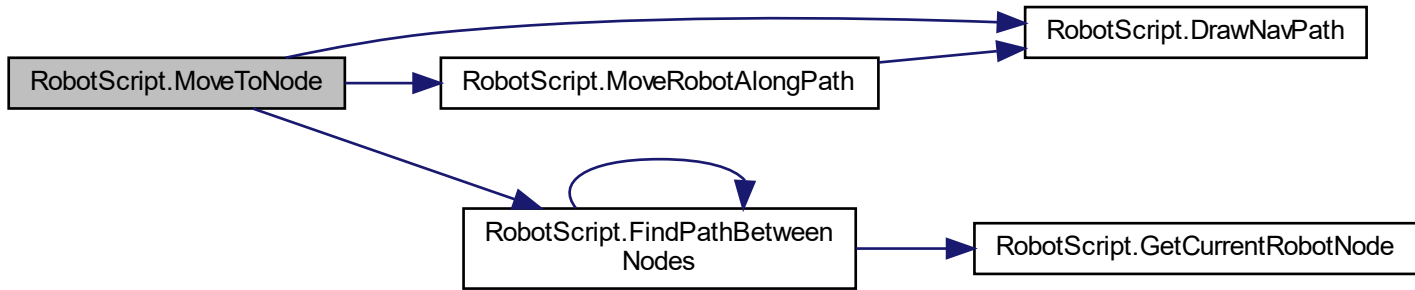 RobotScript.DrawNavPath
RobotScript.MoveToNode
RobotScript.MoveRobotAlongPath
RobotScript.FindPathBetween
Nodes
RobotScript.GetCurrentRobotNode